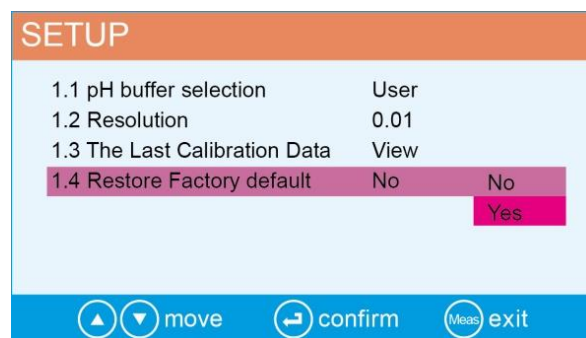 SETUP
1.1 pH buffer selection User
1.2 Resolution 0.01
1.3 The Last Calibration Data View
1.4 Restore Factory default No No
Yes
move confirm Meas exit